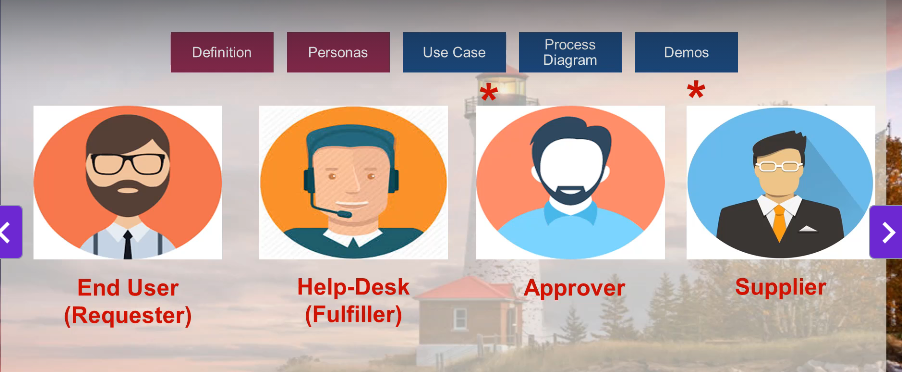 Definition
Personas
Use Case
Process
Diagram
Demos
*
*
End User
(Requester)
Help-Desk
(Fulfiller)
Approver
Supplier